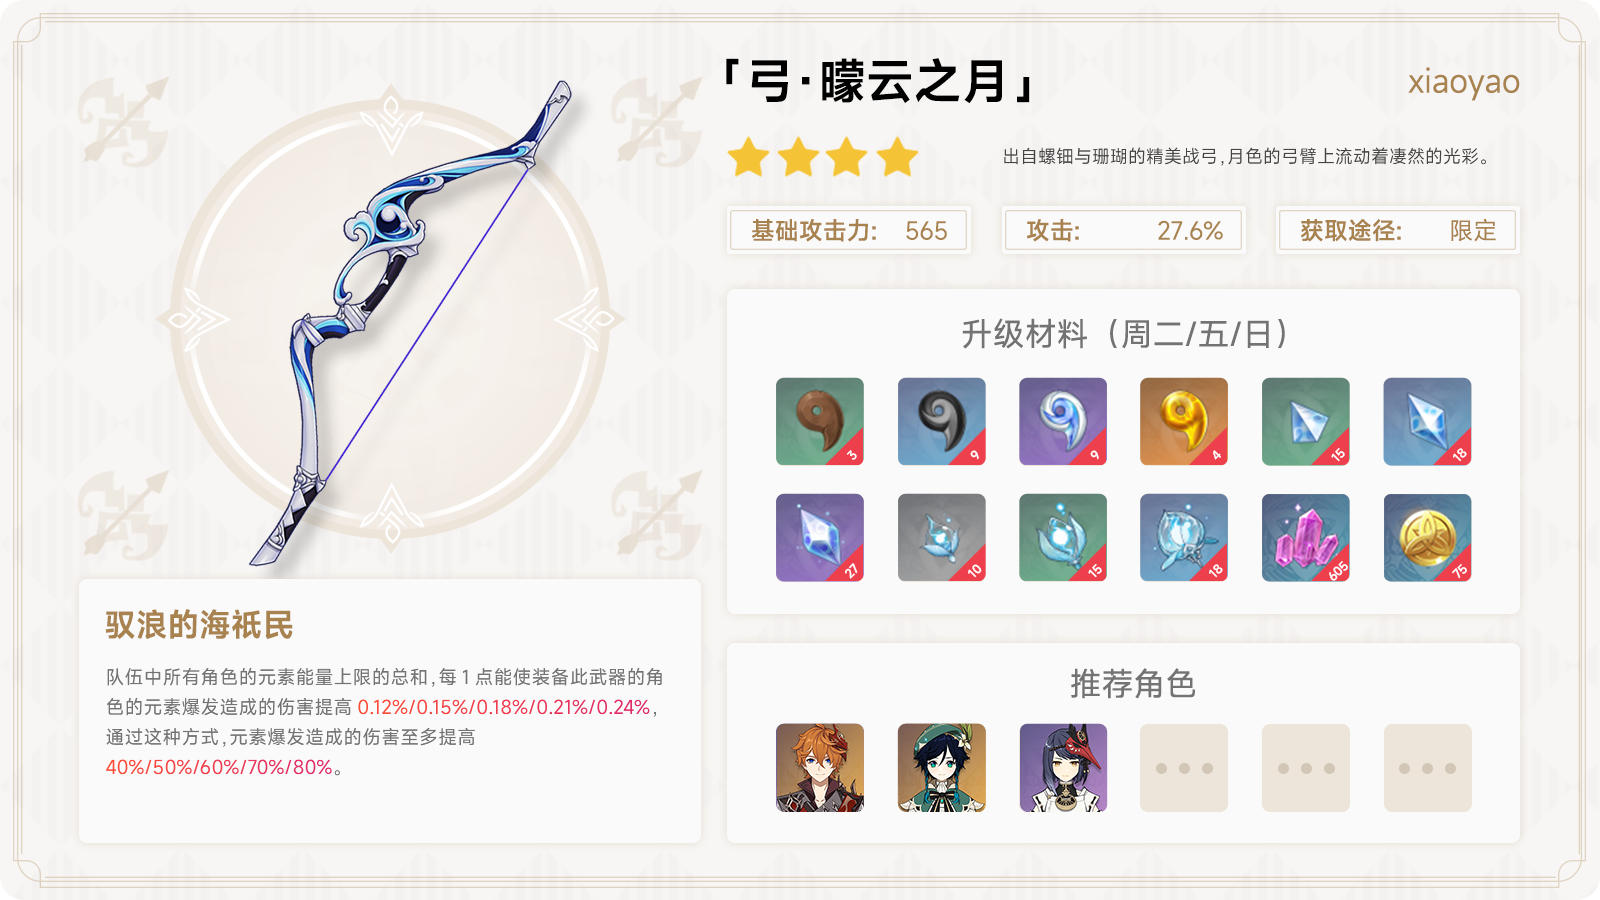 「弓·曚云之月」
xiaoyao
出自螺钿与珊瑚的精美战弓,月色的弓臂上流动着凄然的光彩。
基础攻击力: 565
攻击: 27.6%
获取途径: 限定
升级材料（周二/五/日）
3
9
9
4
15
18
27
10
15
18
605
75
驭浪的海祇民
队伍中所有角色的元素能量上限的总和,每1点能使装备此武器的角
色的元素爆发造成的伤害提高 0.12%/0.15%/0.18%/0.21%/0.24%,
通过这种方式,元素爆发造成的伤害至多提高
40%/50%/60%/70%/80%。
推荐角色